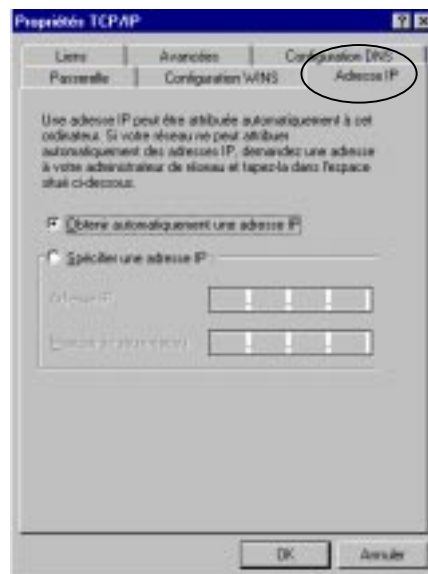 Propriétés TCP/IP
Liens Avancées Configuration DNS
Passerelle Configuration WINS Adresse IP
Une adresse IP peut être attribuée automatiquement à cet
ordinateur. Si votre réseau ne peut attribuer
automatiquement des adresses IP, demandez une adresse
à votre administrateur de réseau et tapez-la dans l'espace
situé ci-dessous.
Obtenir automatiquement une adresse IP
Spécifier une adresse IP :
Adresse IP :
OK Annuler